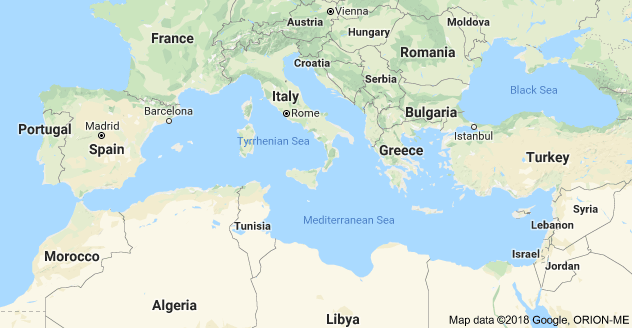 Vienna
Moldova
Austria
France
Hungary
Romania
Croatia
Serbia
Italy
Black Sea
Barcelona
Rome
Bulgaria
Portugal
Madrid
Istanbul
Spain
Tyrrhenian Sea
Greece
Turkey
Syria
Mediterranean Sea
Tunisia
Lebanon
Morocco
Israel
Jordan
Algeria
Libya
Map data ©2018 Google, ORION-ME